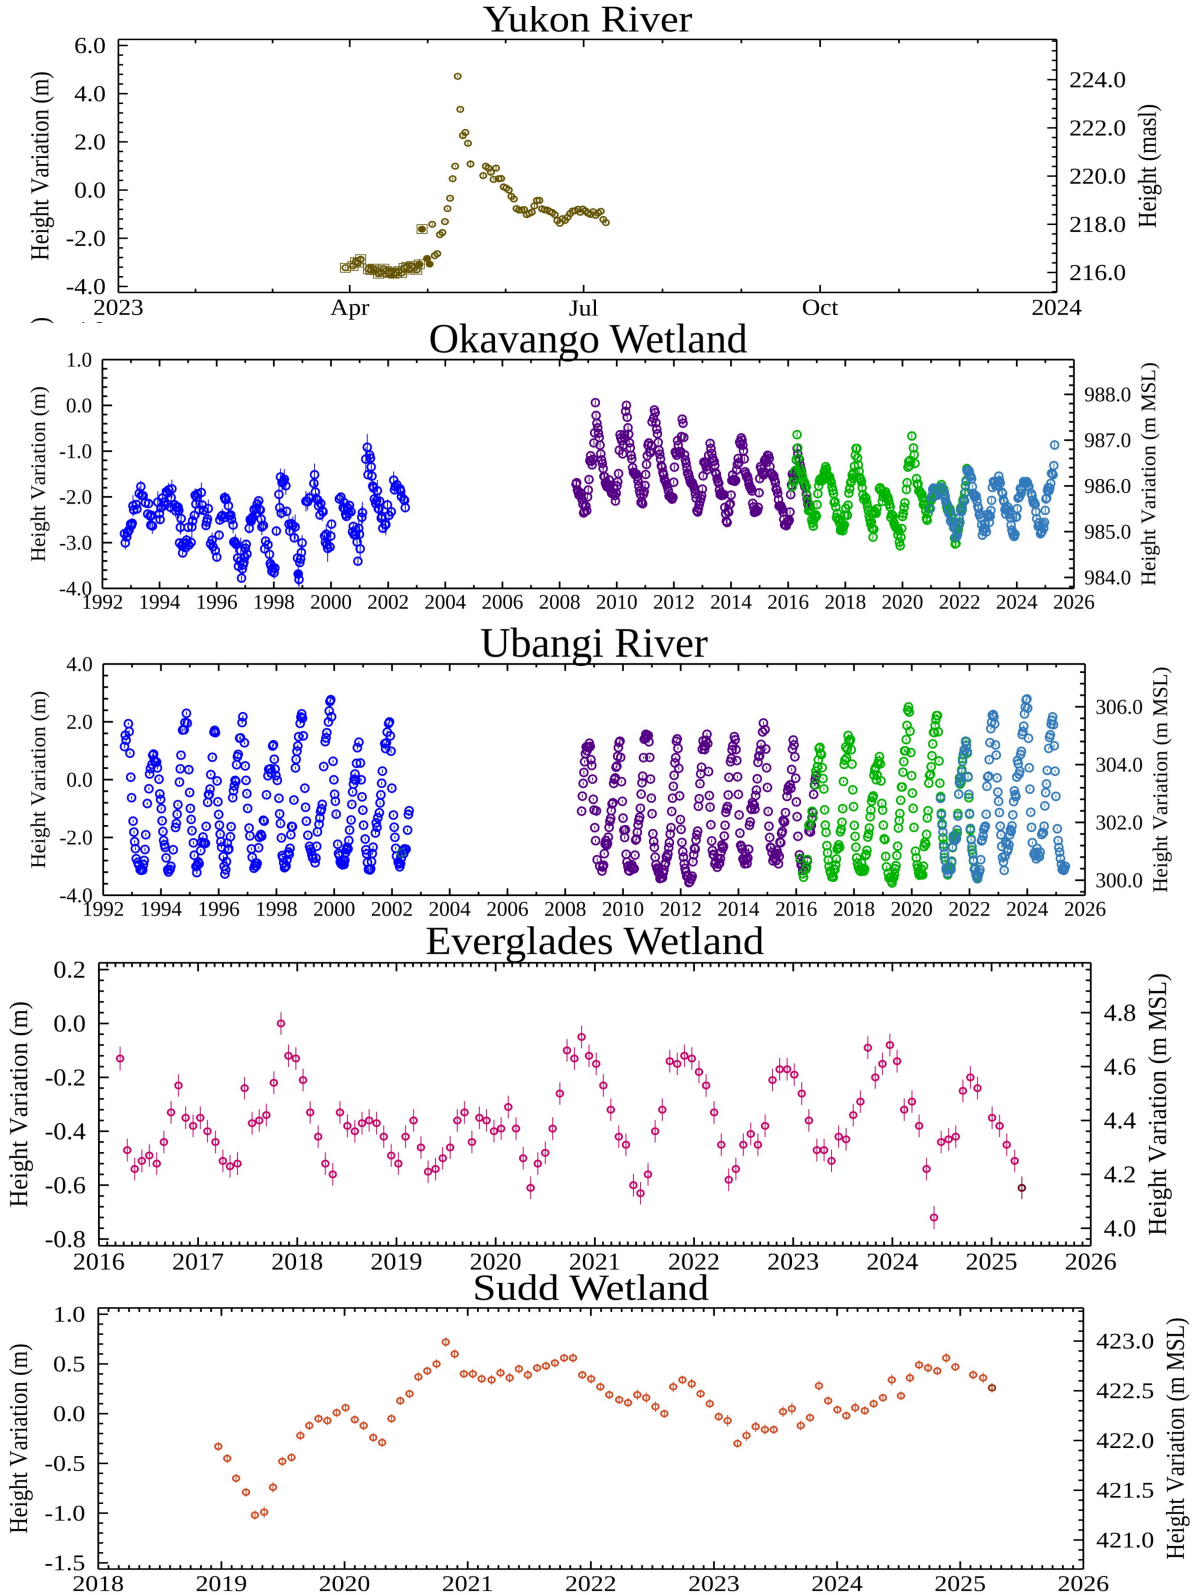 Yukon River
6.0
4.0
2.0
0.0
-2.0
-4.0
Height Variation (m)
224.0
222.0
220.0
218.0
216.0
Height (masl)
2023 Apr Jul Oct 2024
)
Okavango Wetland
1.0
0.0
-1.0
-2.0
-3.0
-4.0
Height Variation (m)
988.0
987.0
986.0
985.0
984.0
Height Variation (m MSL)
1992 1994 1996 1998 2000 2002 2004 2006 2008 2010 2012 2014 2016 2018 2020 2022 2024 2026
Ubangi River
4.0
2.0
0.0
-2.0
-4.0
Height Variation (m)
306.0
304.0
302.0
300.0
Height Variation (m MSL)
1992 1994 1996 1998 2000 2002 2004 2006 2008 2010 2012 2014 2016 2018 2020 2022 2024 2026
Everglades Wetland
0.2
0.0
-0.2
-0.4
-0.6
-0.8
Height Variation (m)
4.8
4.6
4.4
4.2
4.0
Height Variation (m MSL)
2016 2017 2018 2019 2020 2021 2022 2023 2024 2025 2026
Sudd Wetland
1.0
0.5
0.0
-0.5
-1.0
-1.5
Height Variation (m)
423.0
422.5
422.0
421.5
421.0
Height Variation (m MSL)
2018 2019 2020 2021 2022 2023 2024 2025 2026